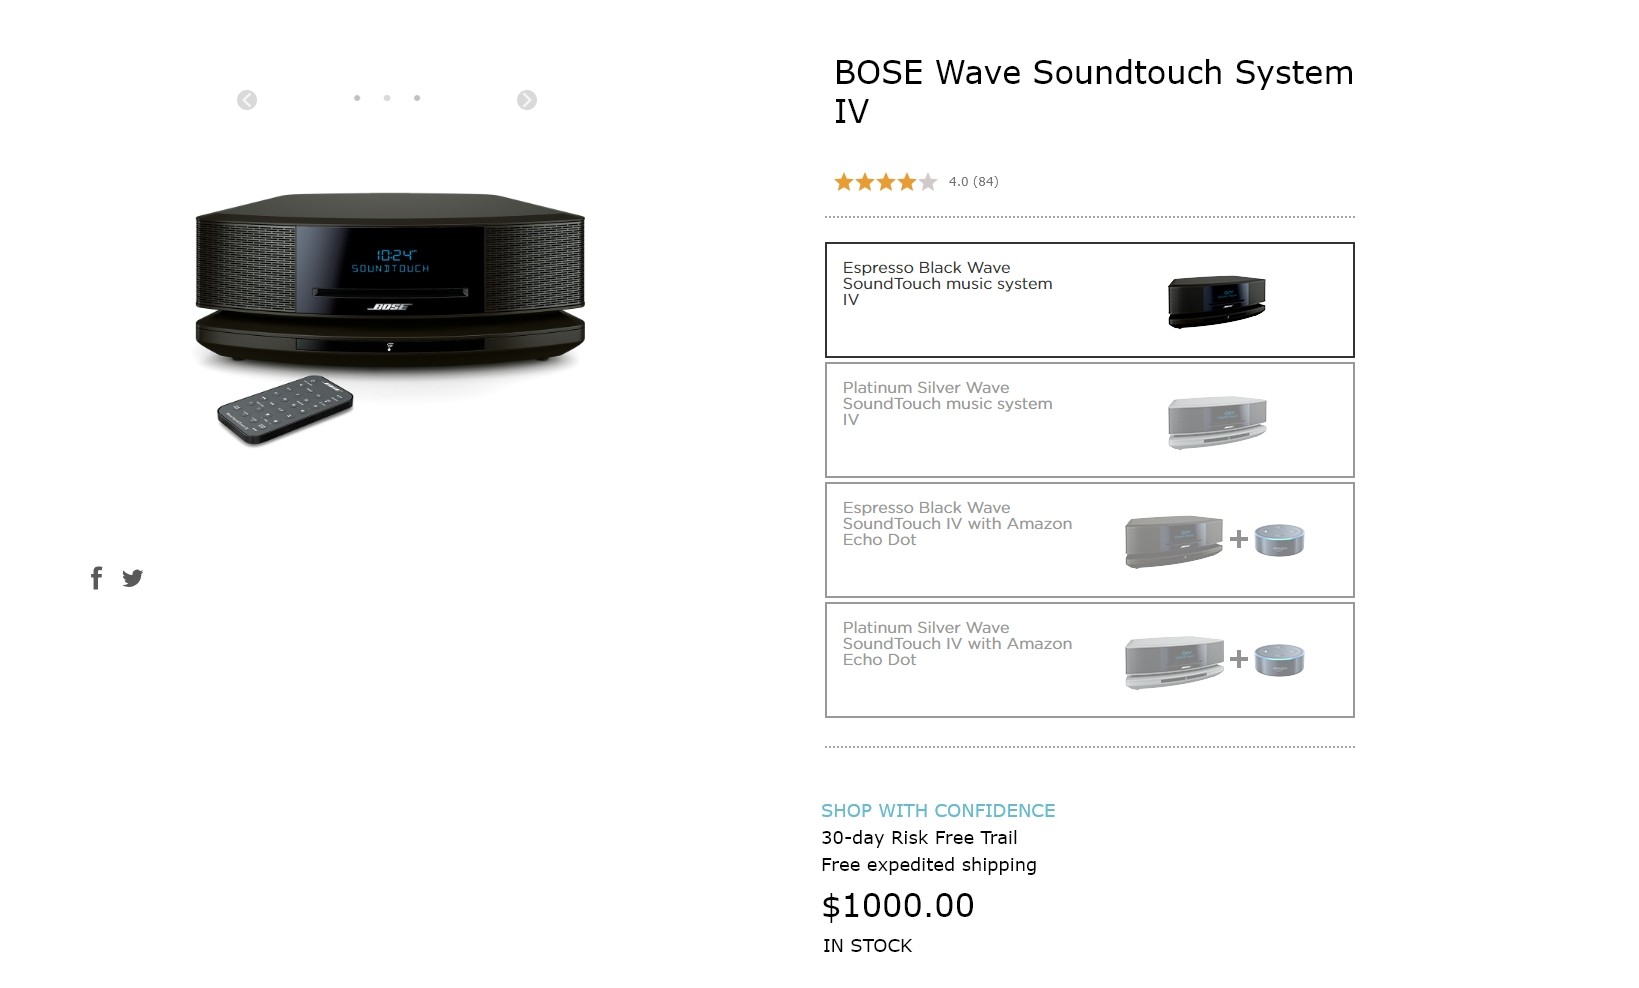 BOSE Wave Soundtouch System
IV
4.0 (84)
10:24
SOUNDTOUCH
BOSE
Espresso Black Wave
SoundTouch music system
IV
Platinum Silver Wave
SoundTouch music system
IV
Espresso Black Wave
SoundTouch IV with Amazon
Echo Dot
Platinum Silver Wave
SoundTouch IV with Amazon
Echo Dot
SHOP WITH CONFIDENCE
30-day Risk Free Trail
Free expedited shipping
$1000.00
IN STOCK